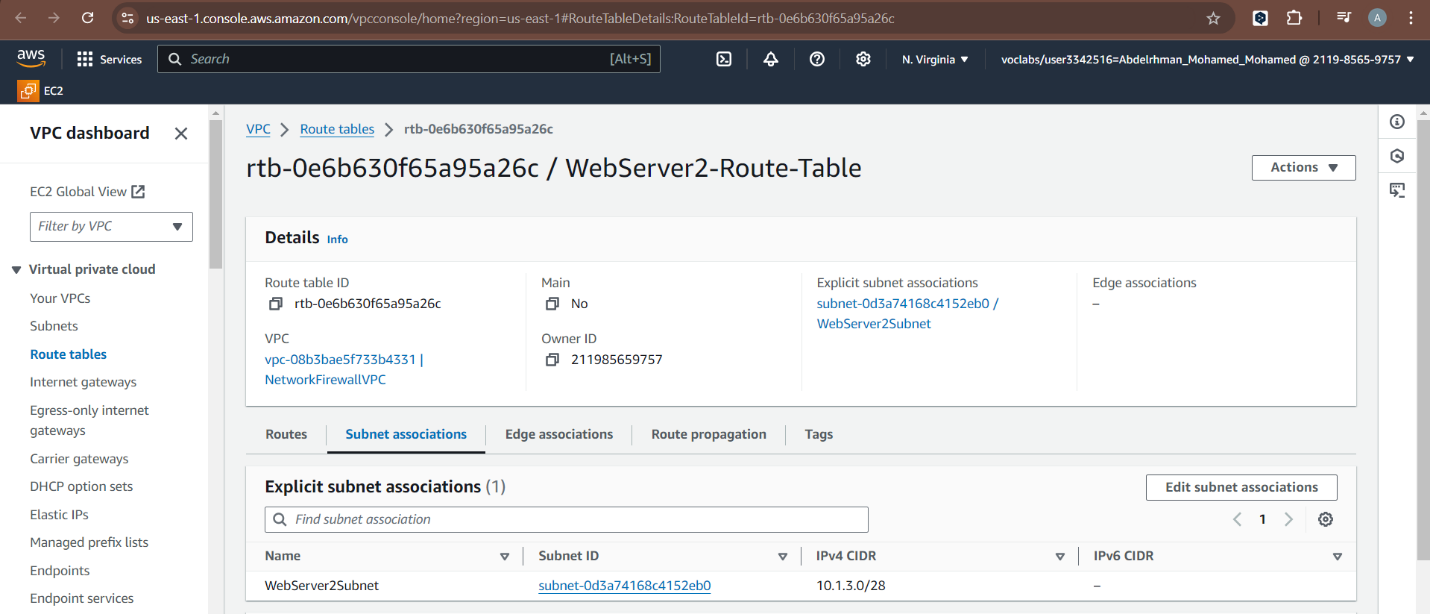 us-east-1.console.aws.amazon.com/vpcconsole/home?region=us-east-1#RouteTableDetails:RouteTableId=rtb-0e6b630f65a95a26c
A
aws
Services
Search
[Alt+S]
N. Virginia
voclabs/user3342516=Abdelrhman_Mohamed_Mohamed @ 2119-8565-9757
EC2
VPC dashboard
EC2 Global View
Filter by VPC
Virtual private cloud
Your VPCs
Subnets
Route tables
Internet gateways
Egress-only internet
gateways
Carrier gateways
DHCP option sets
Elastic IPs
Managed prefix lists
Endpoints
Endpoint services
VPC
Route tables
rtb-0e6b630f65a95a26c
rtb-0e6b630f65a95a26c / WebServer2-Route-Table
Actions
Details Info
Route table ID
rtb-0e6b630f65a95a26c
Main
No
Explicit subnet associations
subnet-0d3a74168c4152eb0 /
WebServer2Subnet
Edge associations
–
VPC
vpc-08b3bae5f733b4331 |
NetworkFirewallVPC
Owner ID
211985659757
Routes
Subnet associations
Edge associations
Route propagation
Tags
Explicit subnet associations (1)
Edit subnet associations
Find subnet association
1
Name
Subnet ID
IPv4 CIDR
IPv6 CIDR
WebServer2Subnet
subnet-0d3a74168c4152eb0
10.1.3.0/28
–